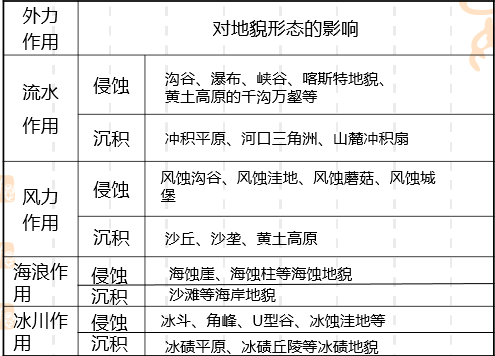 外力
作用
对地貌形态的影响
流水
作用
侵蚀
沟谷、瀑布、峡谷、喀斯特地貌、
黄土高原的千沟万壑等
沉积
冲积平原、河口三角洲、山麓冲积扇
风力
作用
侵蚀
风蚀沟谷、风蚀洼地、风蚀蘑菇、风蚀城
堡
沉积
沙丘、沙垄、黄土高原
海浪作
用
侵蚀
海蚀崖、海蚀柱等海蚀地貌
沉积
沙滩等海岸地貌
冰川作
用
侵蚀
冰斗、角峰、U型谷、冰蚀洼地等
沉积
冰碛平原、冰碛丘陵等冰碛地貌